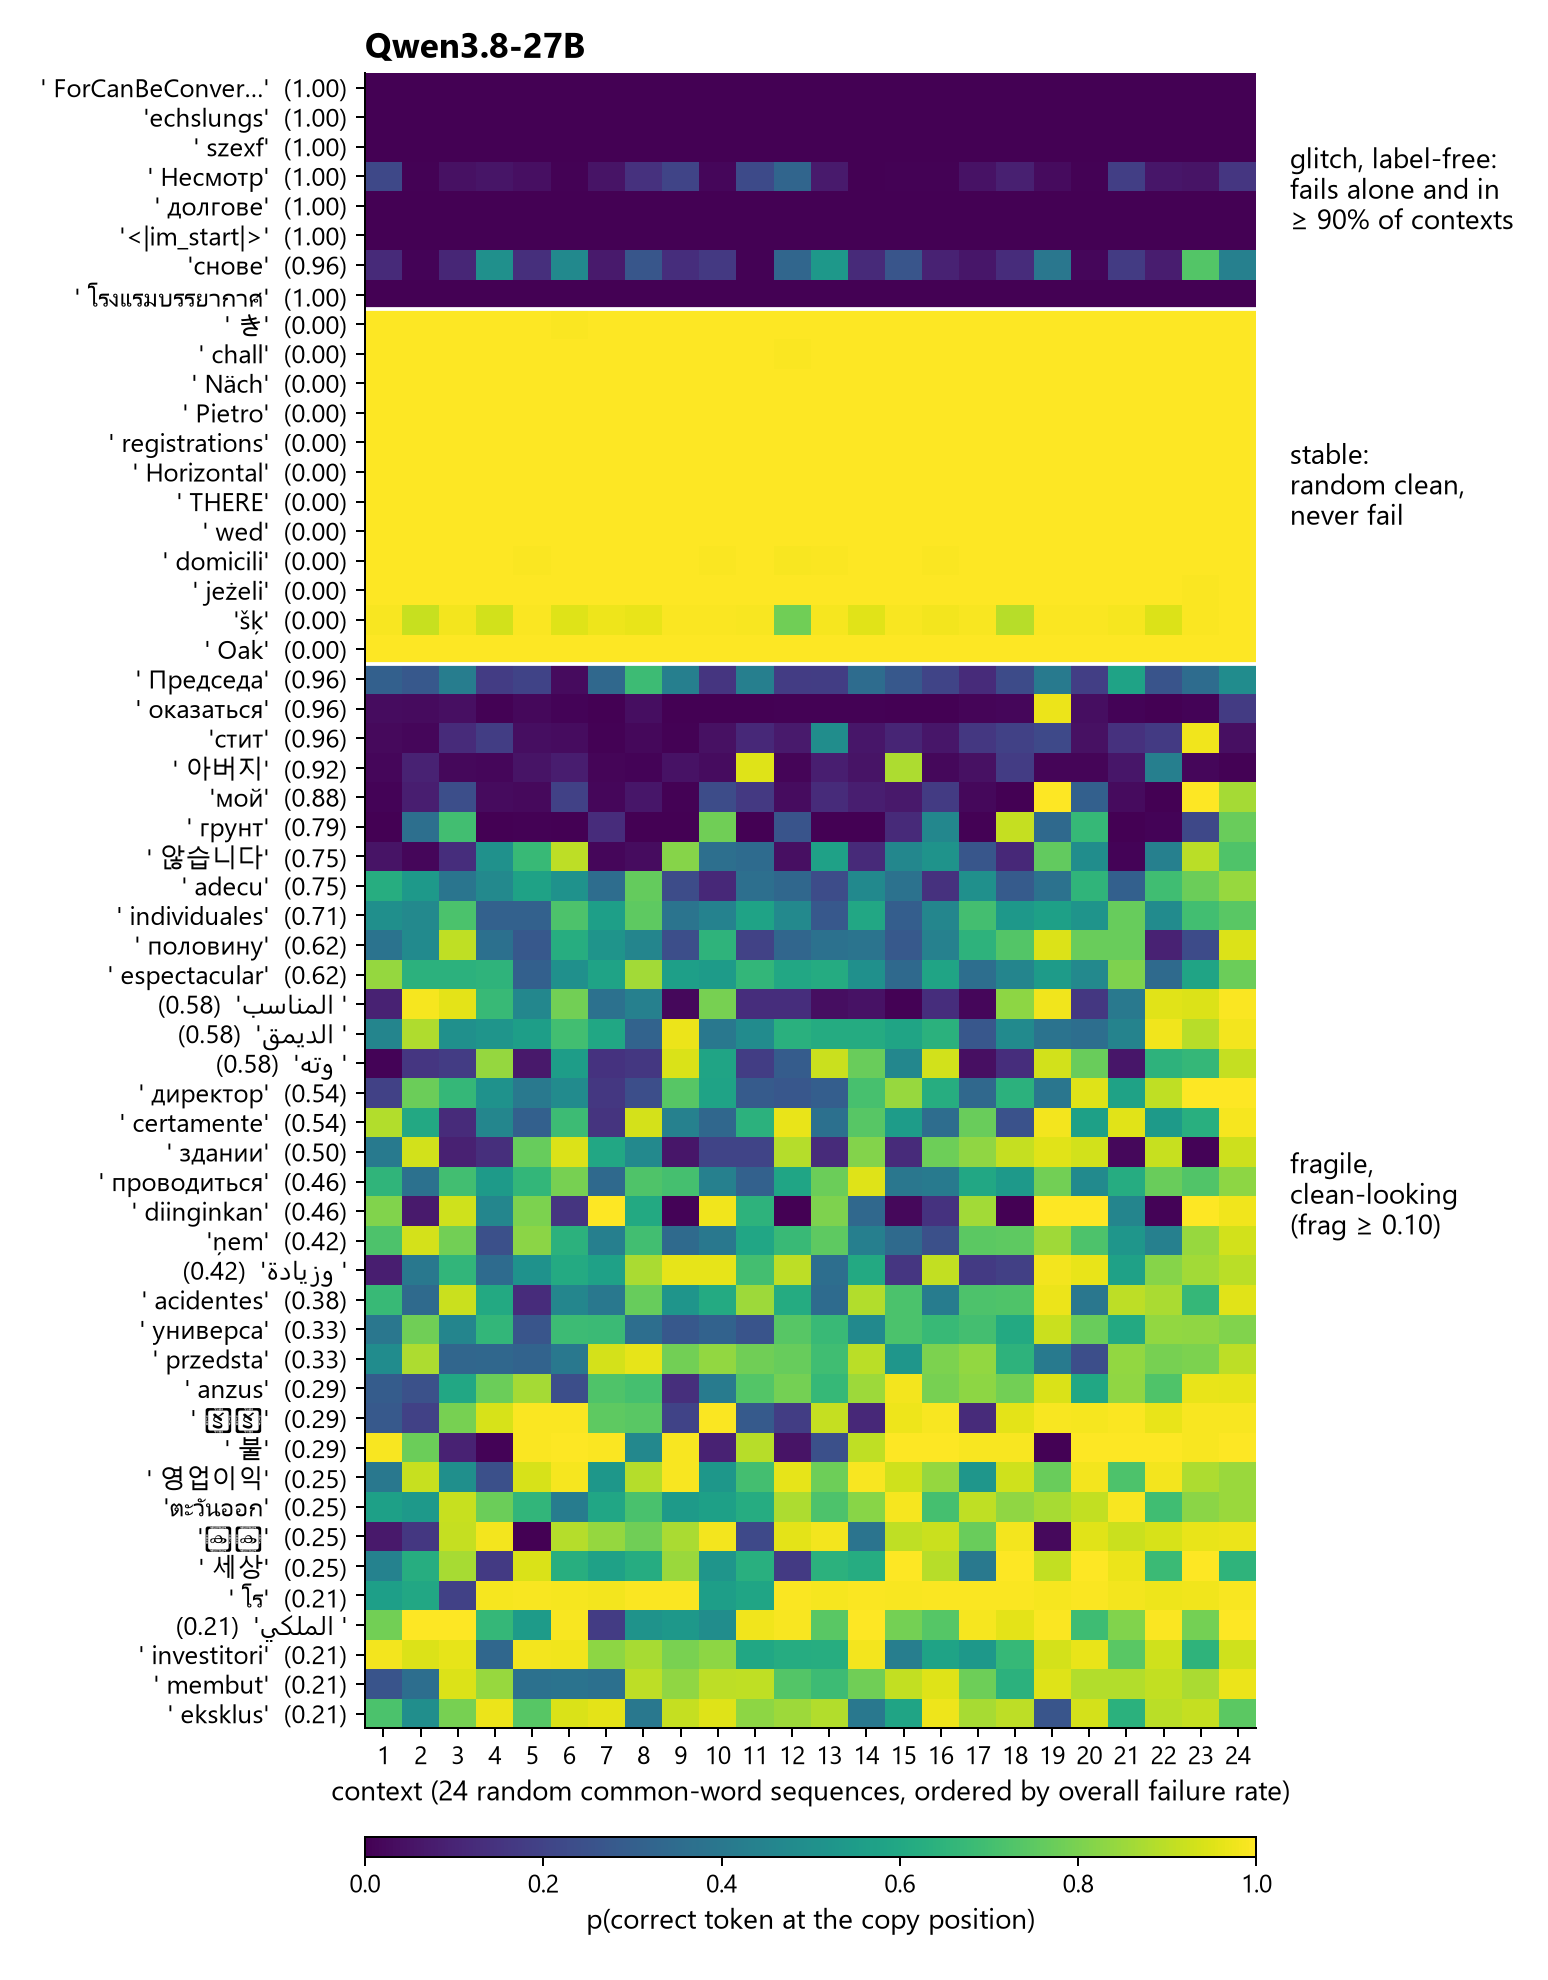 Qwen3.8-27B
' ForCanBeConver...' (1.00)
'echslungs' (1.00)
' szexf' (1.00)
' Несмотр' (1.00)
' долгове' (1.00)
'<|im_start|>' (1.00)
'снове' (0.96)
' โรงแรมบรรยากาศ' (1.00)
glitch, label-free:
fails alone and in
≥ 90% of contexts
' き' (0.00)
' chall' (0.00)
' Näch' (0.00)
' Pietro' (0.00)
' registrations' (0.00)
' Horizontal' (0.00)
' THERE' (0.00)
' wed' (0.00)
' domicili' (0.00)
' jeżeli' (0.00)
'šķ' (0.00)
' Oak' (0.00)
stable:
random clean,
never fail
' Председа' (0.96)
' оказаться' (0.96)
'стит' (0.96)
' 아버지' (0.92)
'мой' (0.88)
' грунт' (0.79)
' 않습니다' (0.75)
' adecu' (0.75)
' individuales' (0.71)
' половину' (0.62)
' espectacular' (0.62)
' المناسب' (0.58)
' الديمق' (0.58)
' وته' (0.58)
' директор' (0.54)
' certamente' (0.54)
' здании' (0.50)
' проводиться' (0.46)
' diinginkan' (0.46)
'ņem' (0.42)
' وزيادة' (0.42)
' acidentes' (0.38)
' универса' (0.33)
' przedsta' (0.33)
' anzus' (0.29)
' ' (0.29)
' 불' (0.29)
' 영업이익' (0.25)
'ตะวันออก' (0.25)
' ' (0.25)
' 세상' (0.25)
' โร' (0.21)
' الملكي' (0.21)
' investitori' (0.21)
' membut' (0.21)
' eksklus' (0.21)
fragile,
clean-looking
(frag ≥ 0.10)
1 2 3 4 5 6 7 8 9 10 11 12 13 14 15 16 17 18 19 20 21 22 23 24
context (24 random common-word sequences, ordered by overall failure rate)
0.0 0.2 0.4 0.6 0.8 1.0
p(correct token at the copy position)